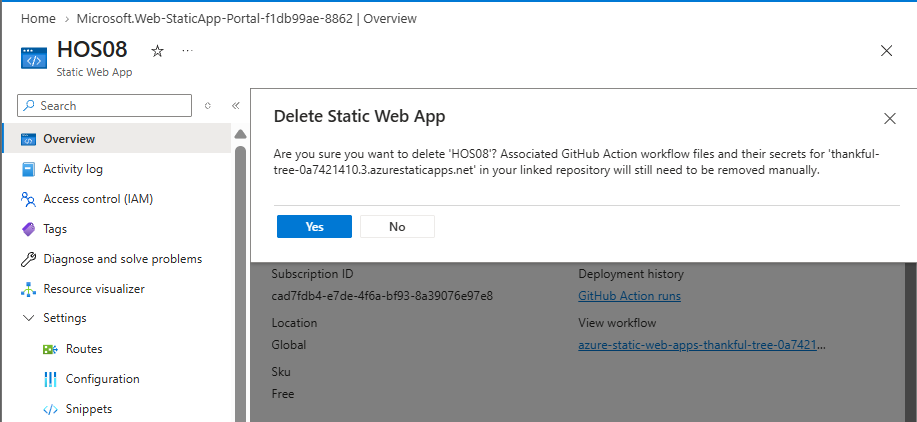 Home > Microsoft.Web-StaticApp-Portal-f1db99ae-8862 | Overview
HOS08
Static Web App
Search
Overview
Activity log
Access control (IAM)
Tags
Diagnose and solve problems
Resource visualizer
Settings
Routes
Configuration
Snippets
Delete Static Web App
Are you sure you want to delete 'HOS08'? Associated GitHub Action workflow files and their secrets for 'thankful-
tree-0a7421410.3.azurestaticapps.net' in your linked repository will still need to be removed manually.
Yes No
Subscription ID
cad7fdb4-e7de-4f6a-bf93-8a39076e97e8
Location
Global
Sku
Free
Deployment history
GitHub Action runs
View workflow
azure-static-web-apps-thankful-tree-0a7421...